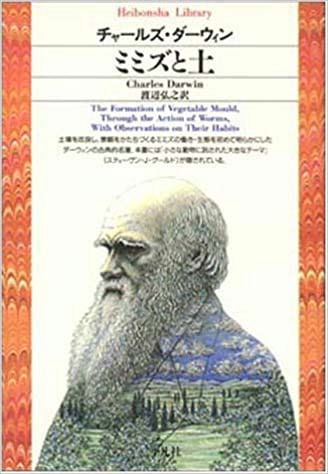 Heibonsha Library
チャールズ・ダーウィン
ミミズと土
Charles Darwin
渡辺弘之訳
The Formation of Vegetable Mould,
Through the Action of Worms,
With Observations on Their Habits
土壌を改良し、景観をかたちづくるミミズの働き・生態を初めて明らかにした
ダーウィンの古典的名著。本書には「小さな動物に託された大きなテーマ」
(スティーヴン・J・グールド)が隠されている。
平凡社